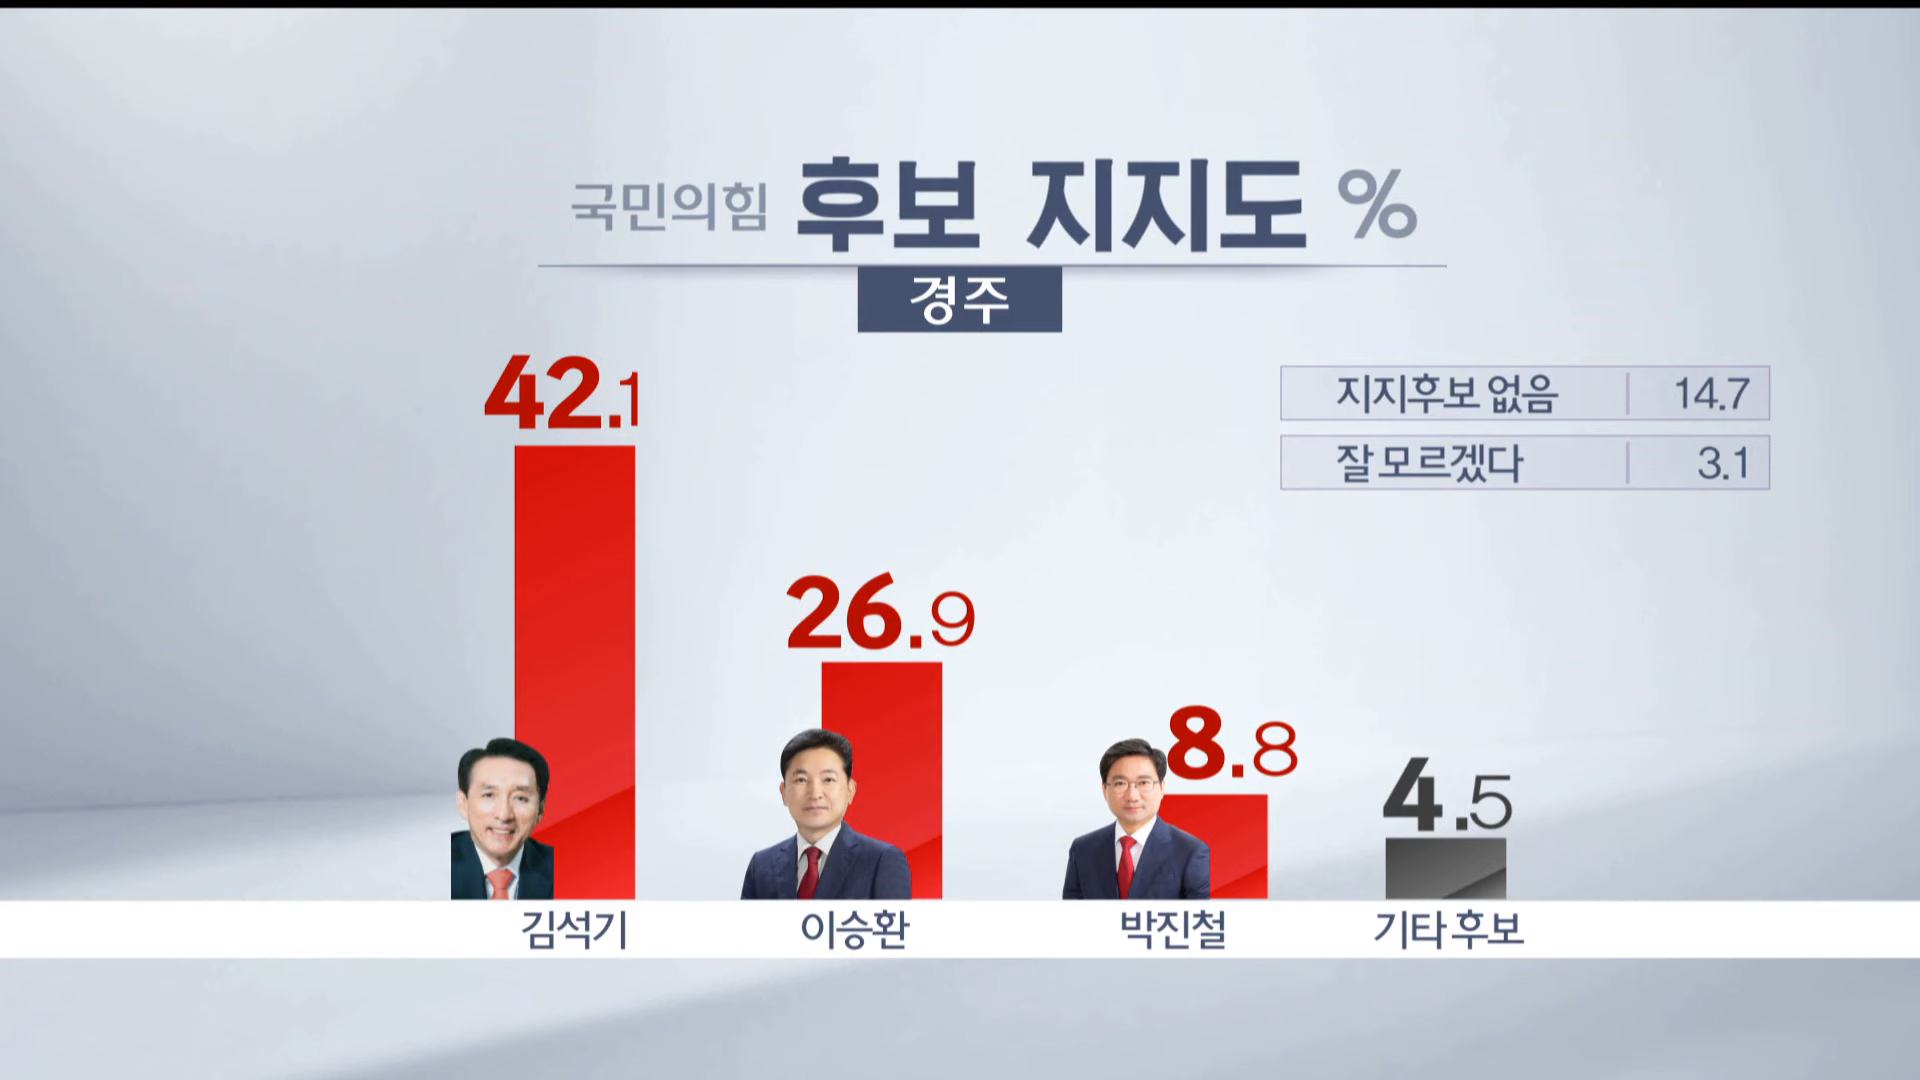 국민의힘 후보 지지도 %
경주
지지후보 없음 14.7
잘 모르겠다 3.1
42.1
26.9
8.8
4.5
김석기 이승환 박진철 기타 후보